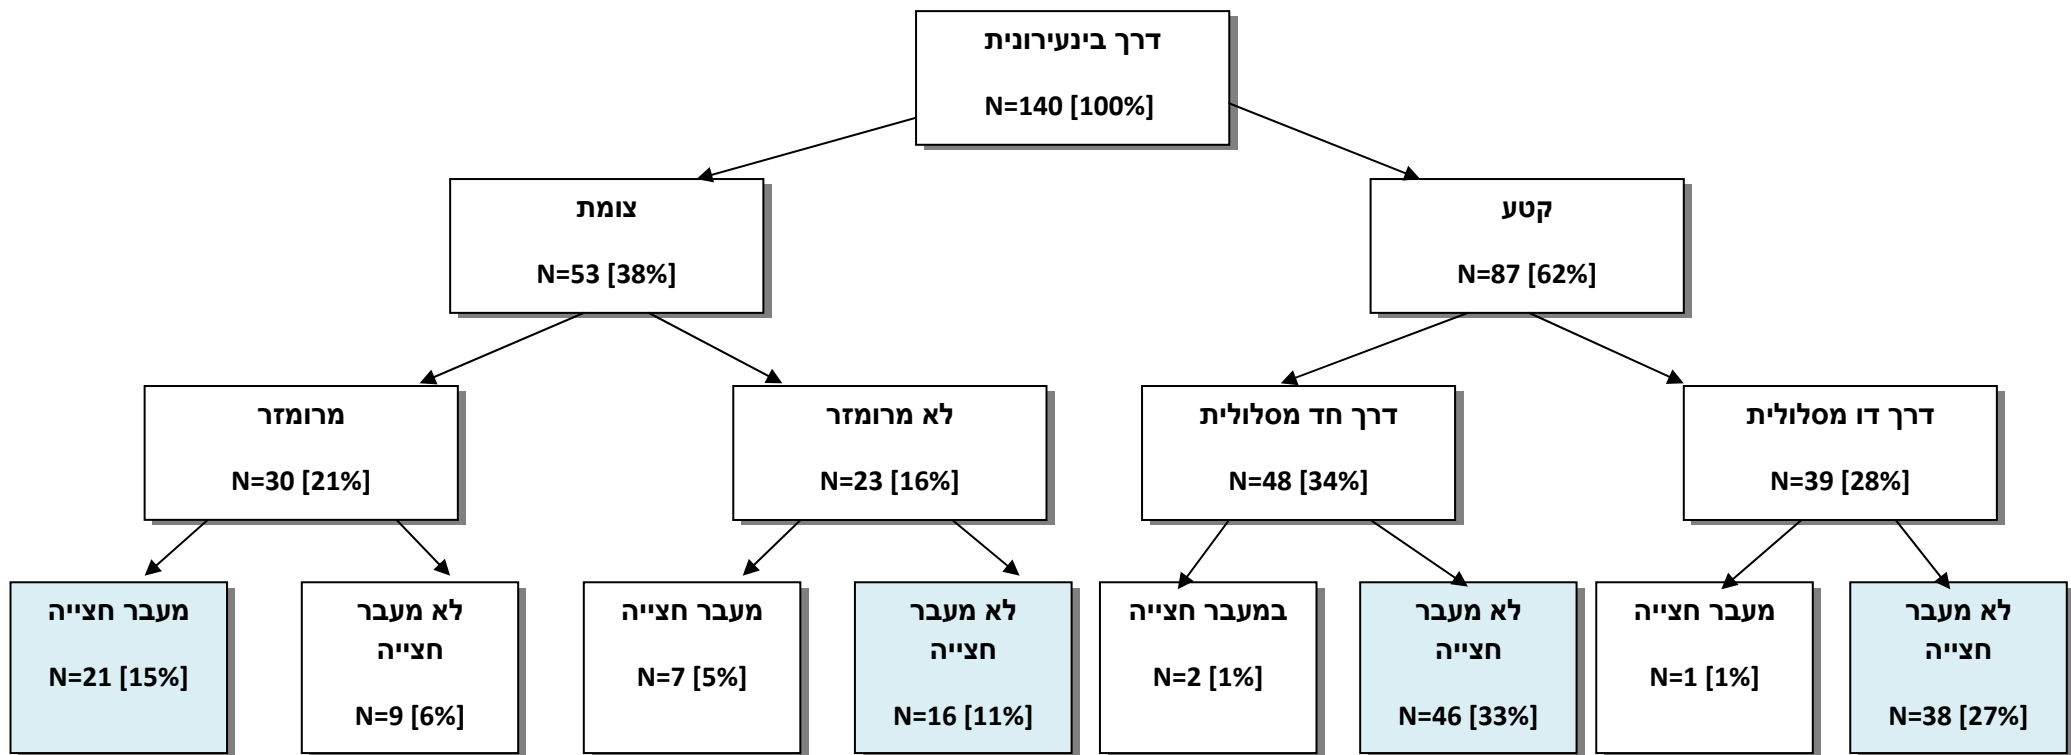 דרך בינעירונית
N=140 [100%]
קטע
N=87 [62%]
צומת
N=53 [38%]
דרך דו מסלולית
N=39 [28%]
דרך חד מסלולית
N=48 [34%]
לא מרומזר
N=23 [16%]
מרומזר
N=30 [21%]
לא מעבר
חצייה
N=38 [27%]
מעבר חצייה
N=1 [1%]
לא מעבר
חצייה
N=46 [33%]
במעבר חצייה
N=2 [1%]
לא מעבר
חצייה
N=16 [11%]
מעבר חצייה
N=7 [5%]
לא מעבר
חצייה
N=9 [6%]
מעבר חצייה
N=21 [15%]